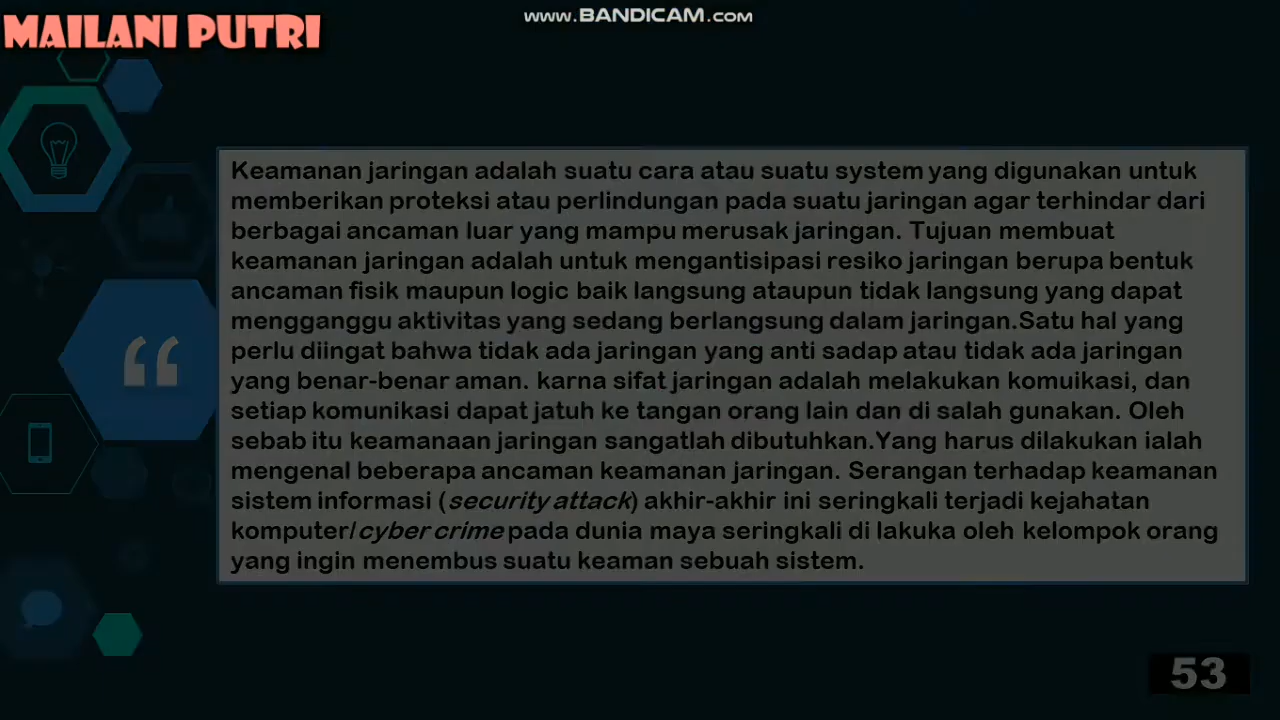 MAILANI PUTRI
www.BANDICAM.com
Keamanan jaringan adalah suatu cara atau suatu system yang digunakan untuk
memberikan proteksi atau perlindungan pada suatu jaringan agar terhindar dari
berbagai ancaman luar yang mampu merusak jaringan. Tujuan membuat
keamanan jaringan adalah untuk mengantisipasi resiko jaringan berupa bentuk
ancaman fisik maupun logic baik langsung ataupun tidak langsung yang dapat
mengganggu aktivitas yang sedang berlangsung dalam jaringan.Satu hal yang
perlu diingat bahwa tidak ada jaringan yang anti sadap atau tidak ada jaringan
yang benar-benar aman. karna sifat jaringan adalah melakukan komuikasi, dan
setiap komunikasi dapat jatuh ke tangan orang lain dan di salah gunakan. Oleh
sebab itu keamanaan jaringan sangatlah dibutuhkan.Yang harus dilakukan ialah
mengenal beberapa ancaman keamanan jaringan. Serangan terhadap keamanan
sistem informasi (security attack) akhir-akhir ini seringkali terjadi kejahatan
komputer/cyber crime pada dunia maya seringkali di lakuka oleh kelompok orang
yang ingin menembus suatu keaman sebuah sistem.
53